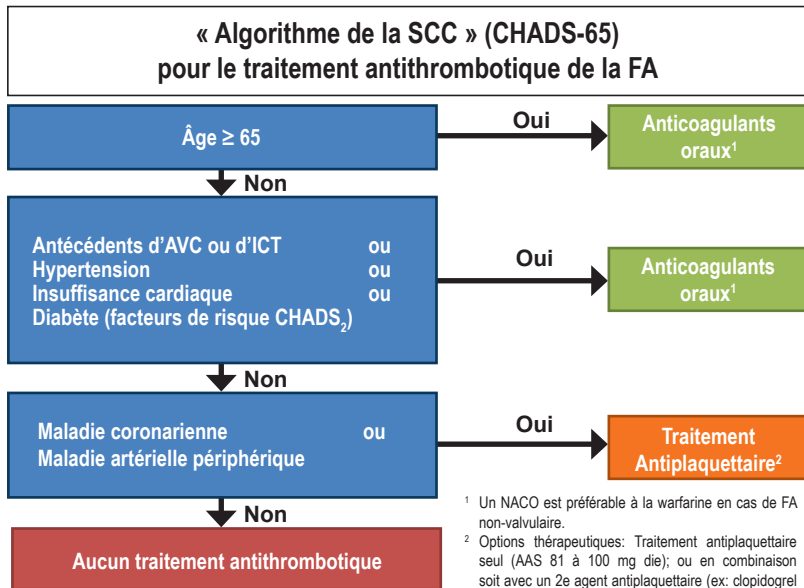 « Algorithme de la SCC » (CHADS-65)
pour le traitement antithrombotique de la FA
Âge ≥ 65
Oui
Anticoagulants
oraux¹
Non
Antécédents d’AVC ou d’ICT ou
Hypertension ou
Insuffisance cardiaque ou
Diabète (facteurs de risque CHADS₂)
Oui
Anticoagulants
oraux¹
Non
Maladie coronarienne ou
Maladie artérielle périphérique
Oui
Traitement
Antiplaquettaire²
Non
Aucun traitement antithrombotique
¹ Un NACO est préférable à la warfarine en cas de FA
non-valvulaire.
² Options thérapeutiques: Traitement antiplaquettaire
seul (AAS 81 à 100 mg die); ou en combinaison
soit avec un 2e agent antiplaquettaire (ex: clopidogrel